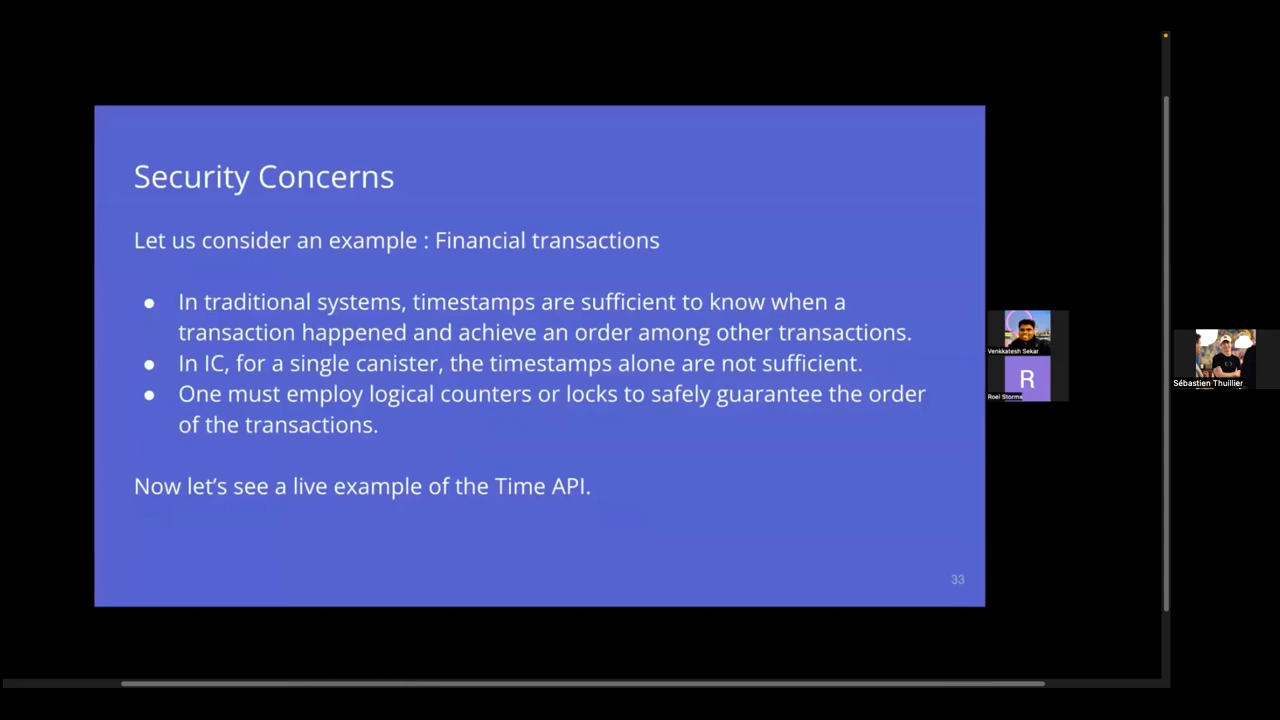 Security Concerns
Let us consider an example : Financial transactions
● In traditional systems, timestamps are sufficient to know when a
transaction happened and achieve an order among other transactions.
● In IC, for a single canister, the timestamps alone are not sufficient.
● One must employ logical counters or locks to safely guarantee the order
of the transactions.
Now let’s see a live example of the Time API.
33
Venkkatesh Sekar
R
Roel Storms
Sébastien Thuillier